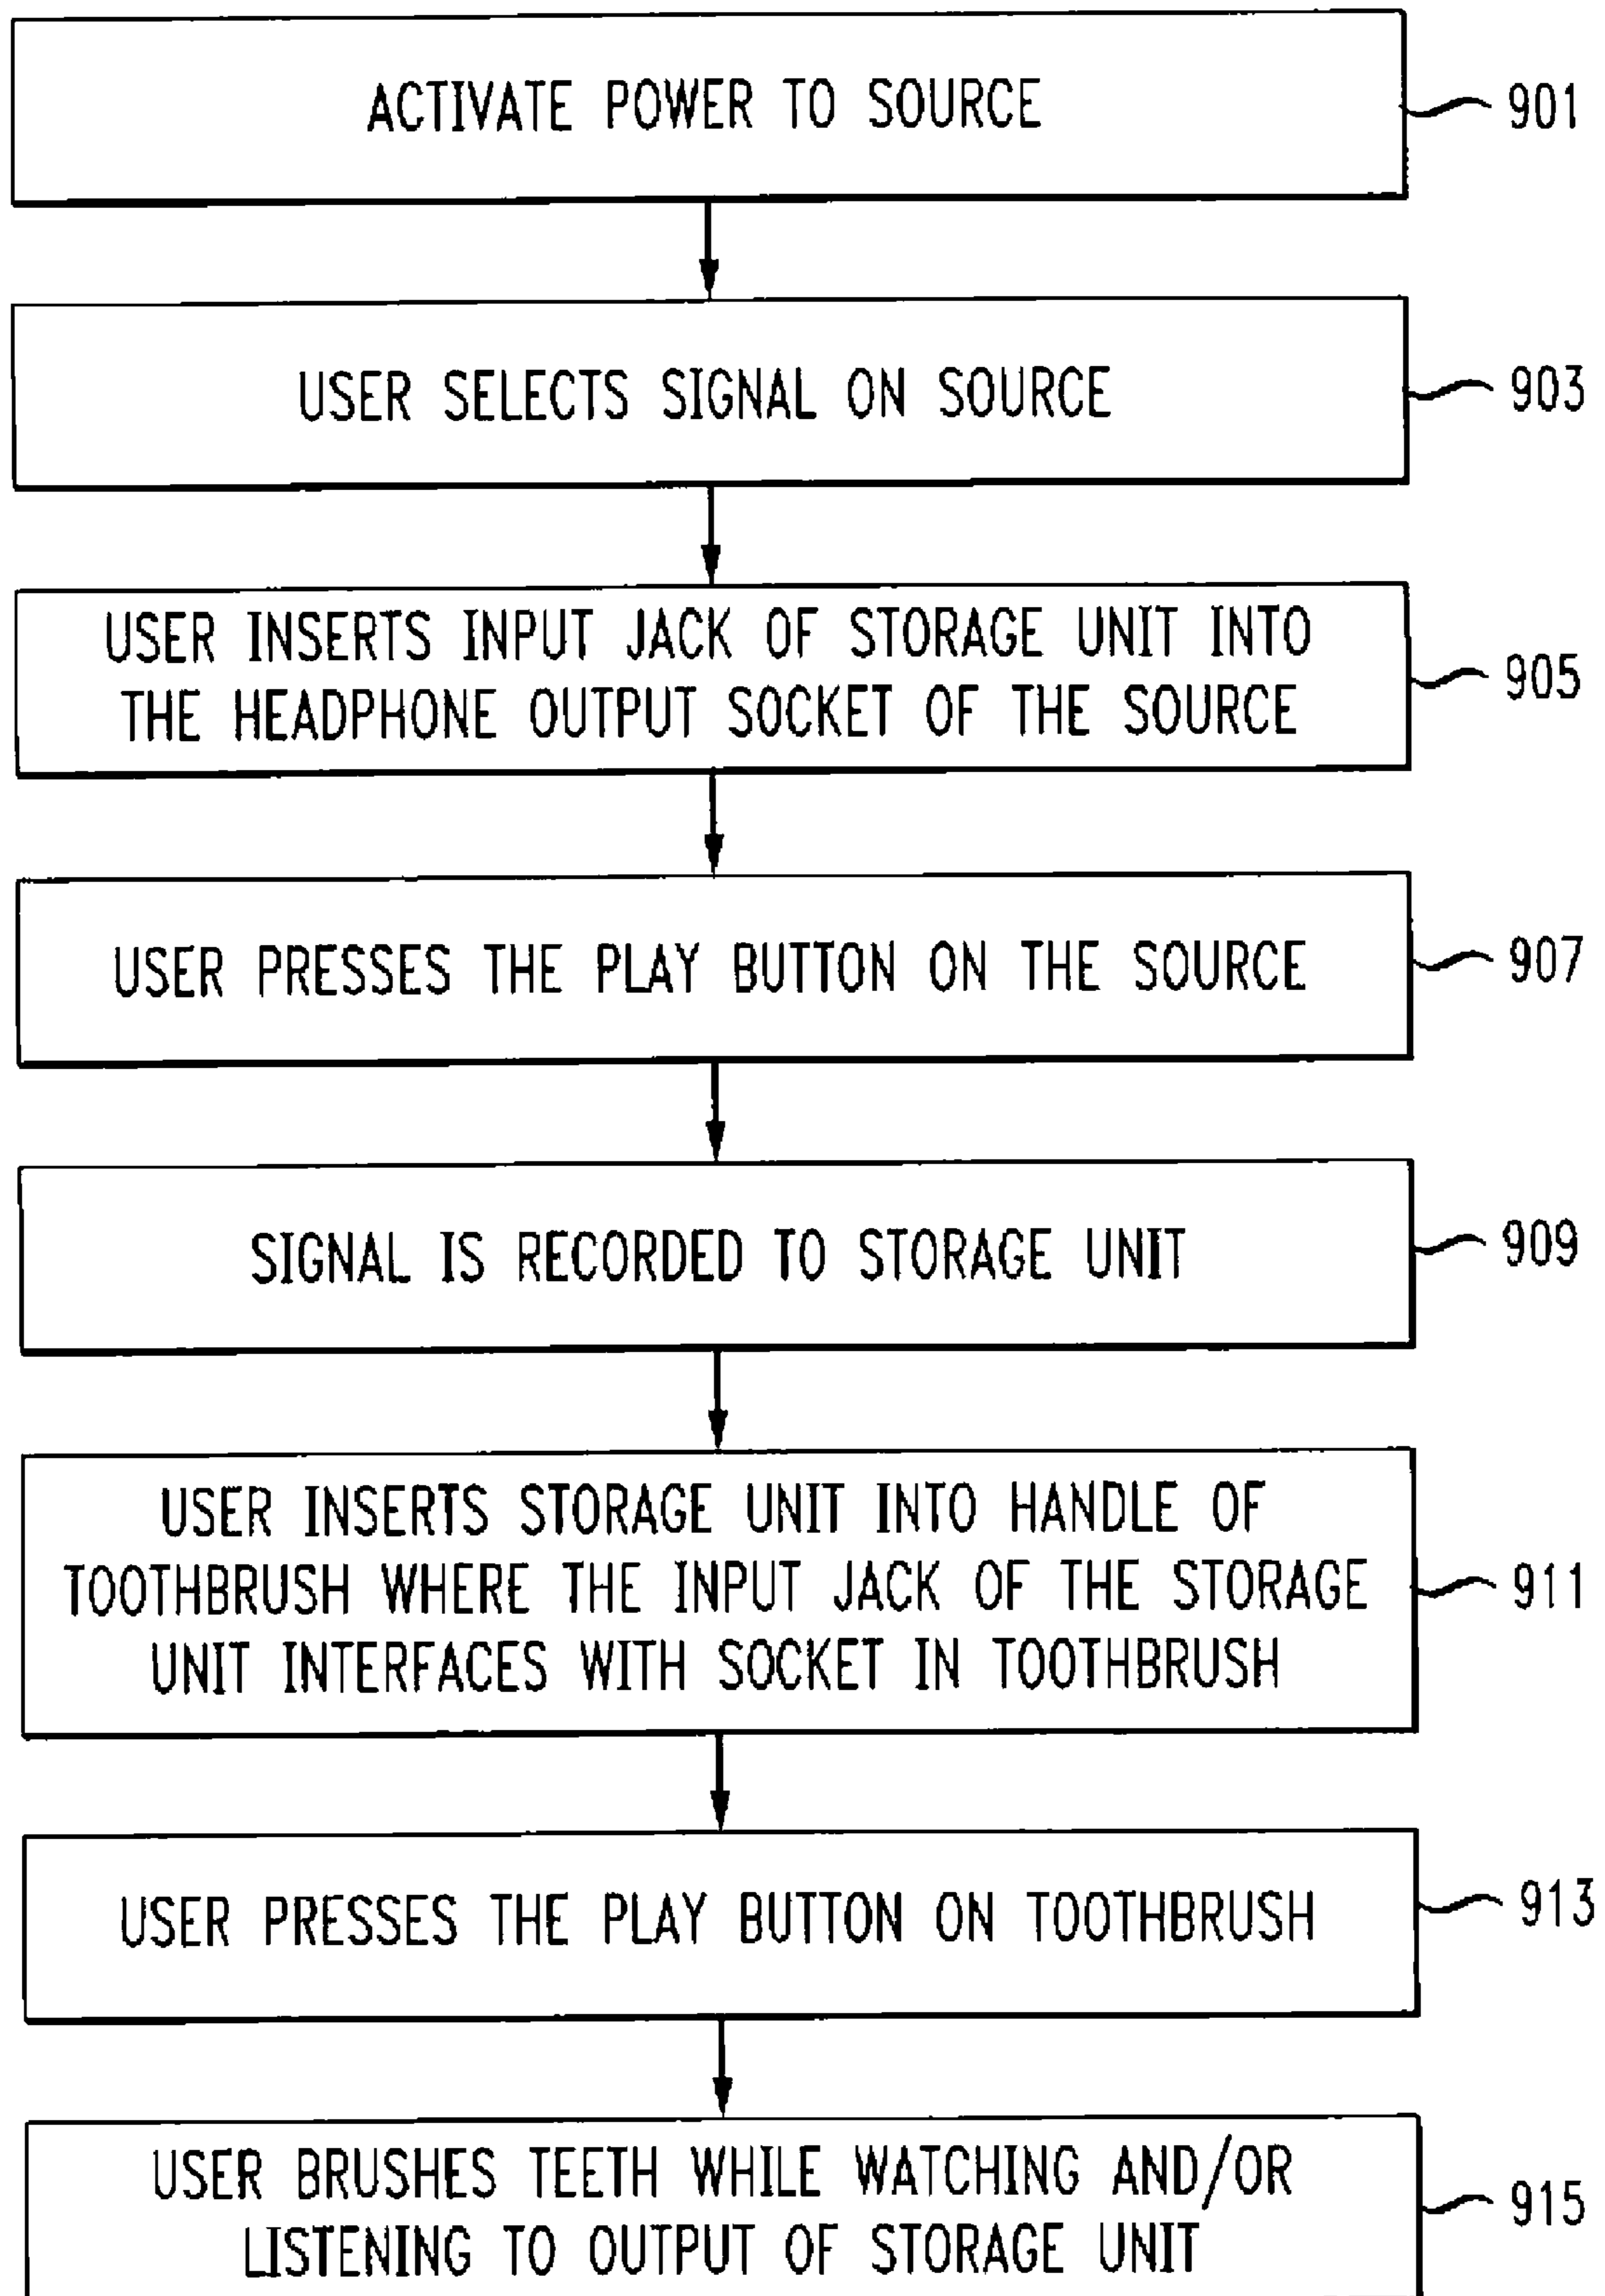 ACTIVATE POWER TO SOURCE
901
USER SELECTS SIGNAL ON SOURCE
903
USER INSERTS INPUT JACK OF STORAGE UNIT INTO
THE HEADPHONE OUTPUT SOCKET OF THE SOURCE
905
USER PRESSES THE PLAY BUTTON ON THE SOURCE
907
SIGNAL IS RECORDED TO STORAGE UNIT
909
USER INSERTS STORAGE UNIT INTO HANDLE OF
TOOTHBRUSH WHERE THE INPUT JACK OF THE STORAGE
UNIT INTERFACES WITH SOCKET IN TOOTHBRUSH
911
USER PRESSES THE PLAY BUTTON ON TOOTHBRUSH
913
USER BRUSHES TEETH WHILE WATCHING AND/OR
LISTENING TO OUTPUT OF STORAGE UNIT
915